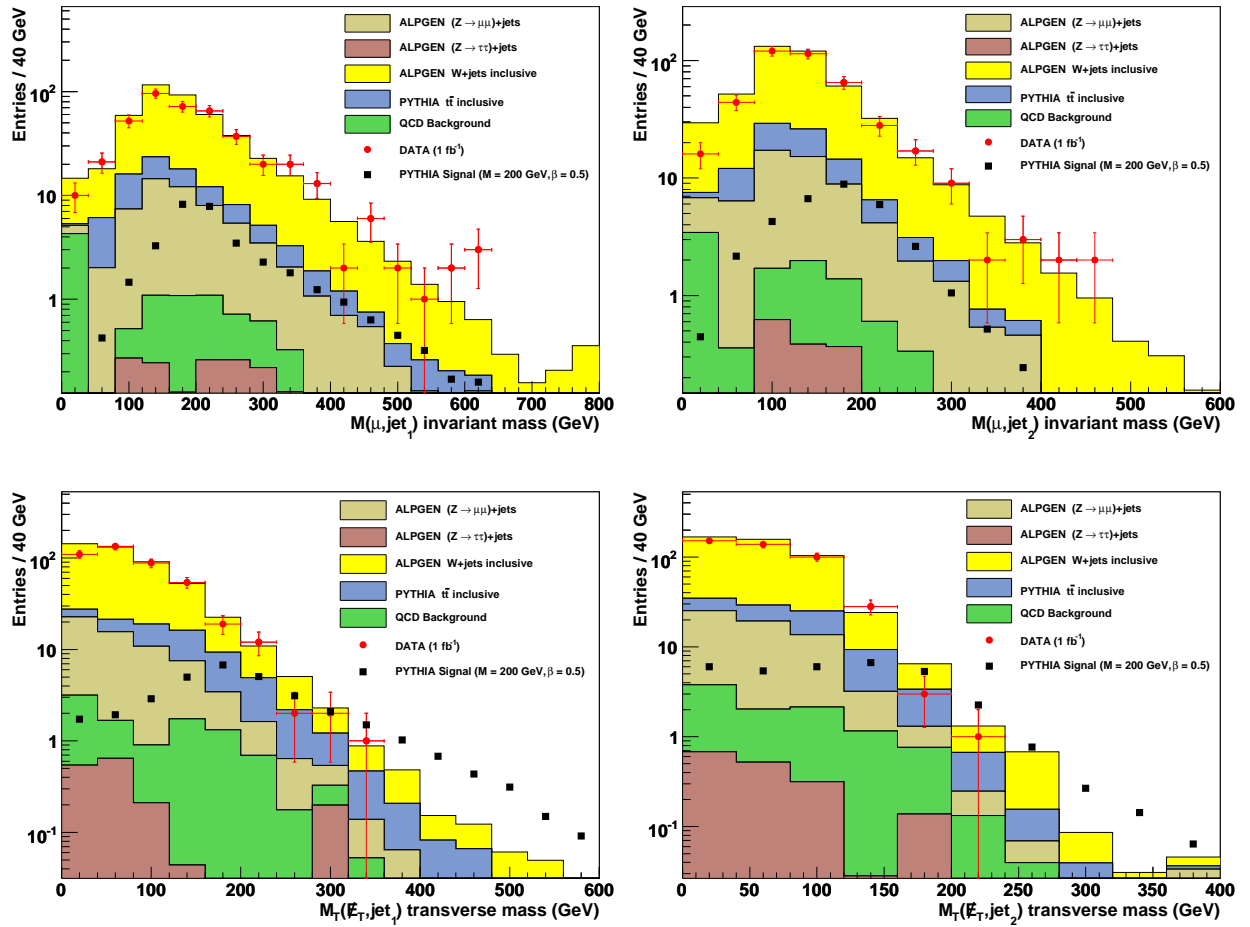 Entries / 40 GeV
10²
10
1
ALPGEN (Z → μμ)+jets
ALPGEN (Z → ττ)+jets
ALPGEN W+jets inclusive
PYTHIA tt̄ inclusive
QCD Background
DATA (1 fb⁻¹)
PYTHIA Signal (M = 200 GeV, β = 0.5)
0 100 200 300 400 500 600 700 800
M(μ,jet₁) invariant mass (GeV)
Entries / 40 GeV
10²
10
1
ALPGEN (Z → μμ)+jets
ALPGEN (Z → ττ)+jets
ALPGEN W+jets inclusive
PYTHIA tt̄ inclusive
QCD Background
DATA (1 fb⁻¹)
PYTHIA Signal (M = 200 GeV, β = 0.5)
0 100 200 300 400 500 600
M(μ,jet₂) invariant mass (GeV)
Entries / 40 GeV
10²
10
1
10⁻¹
ALPGEN (Z → μμ)+jets
ALPGEN (Z → ττ)+jets
ALPGEN W+jets inclusive
PYTHIA tt̄ inclusive
QCD Background
DATA (1 fb⁻¹)
PYTHIA Signal (M = 200 GeV, β = 0.5)
0 100 200 300 400 500 600
M_T(E̸_T,jet₁) transverse mass (GeV)
Entries / 40 GeV
10²
10
1
10⁻¹
ALPGEN (Z → μμ)+jets
ALPGEN (Z → ττ)+jets
ALPGEN W+jets inclusive
PYTHIA tt̄ inclusive
QCD Background
DATA (1 fb⁻¹)
PYTHIA Signal (M = 200 GeV, β = 0.5)
0 50 100 150 200 250 300 350 400
M_T(E̸_T,jet₂) transverse mass (GeV)